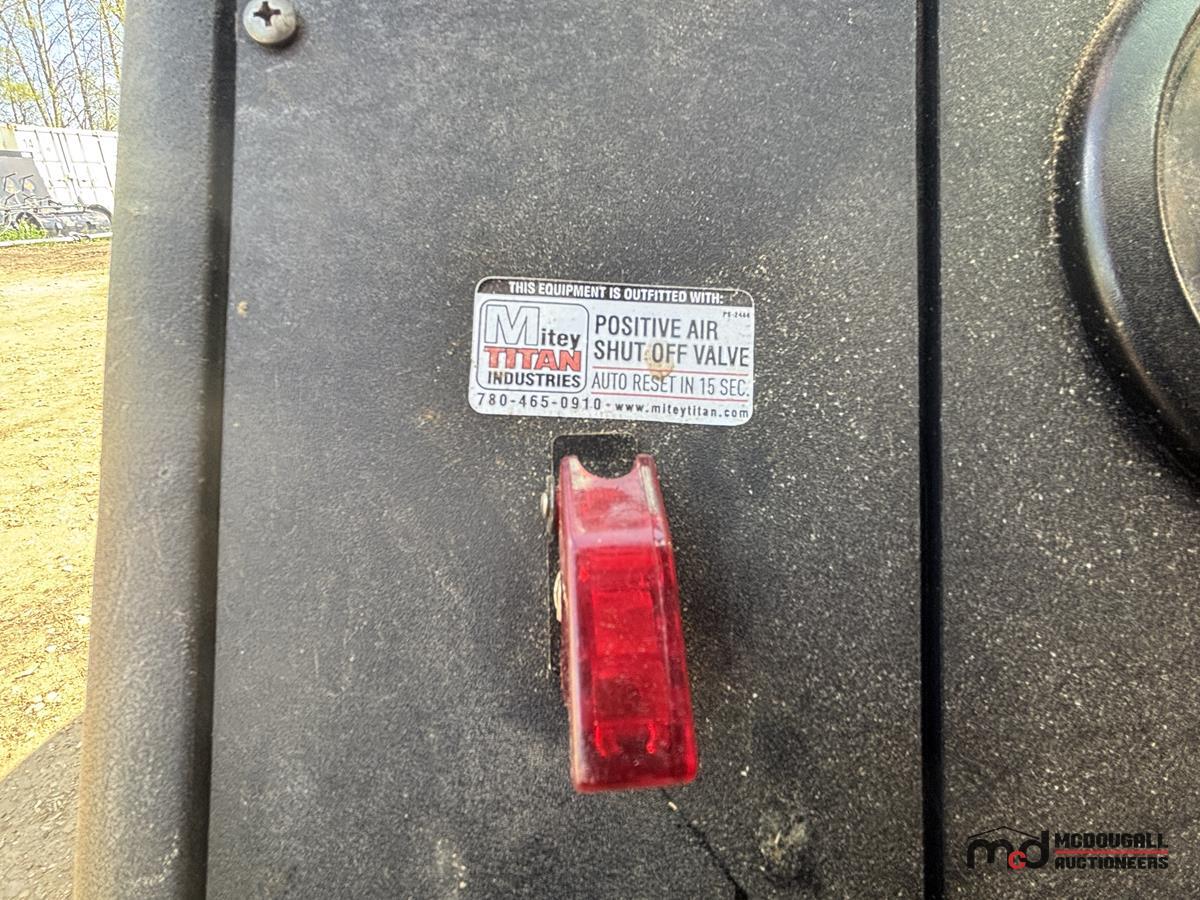 THIS EQUIPMENT IS OUTFITTED WITH:
PS-2444
Mitey
TITAN
INDUSTRIES
POSITIVE AIR
SHUT OFF VALVE
AUTO RESET IN 15 SEC.
780-465-0910 - www.miteytitan.com
mcd MCDOUGALL
AUCTIONEERS